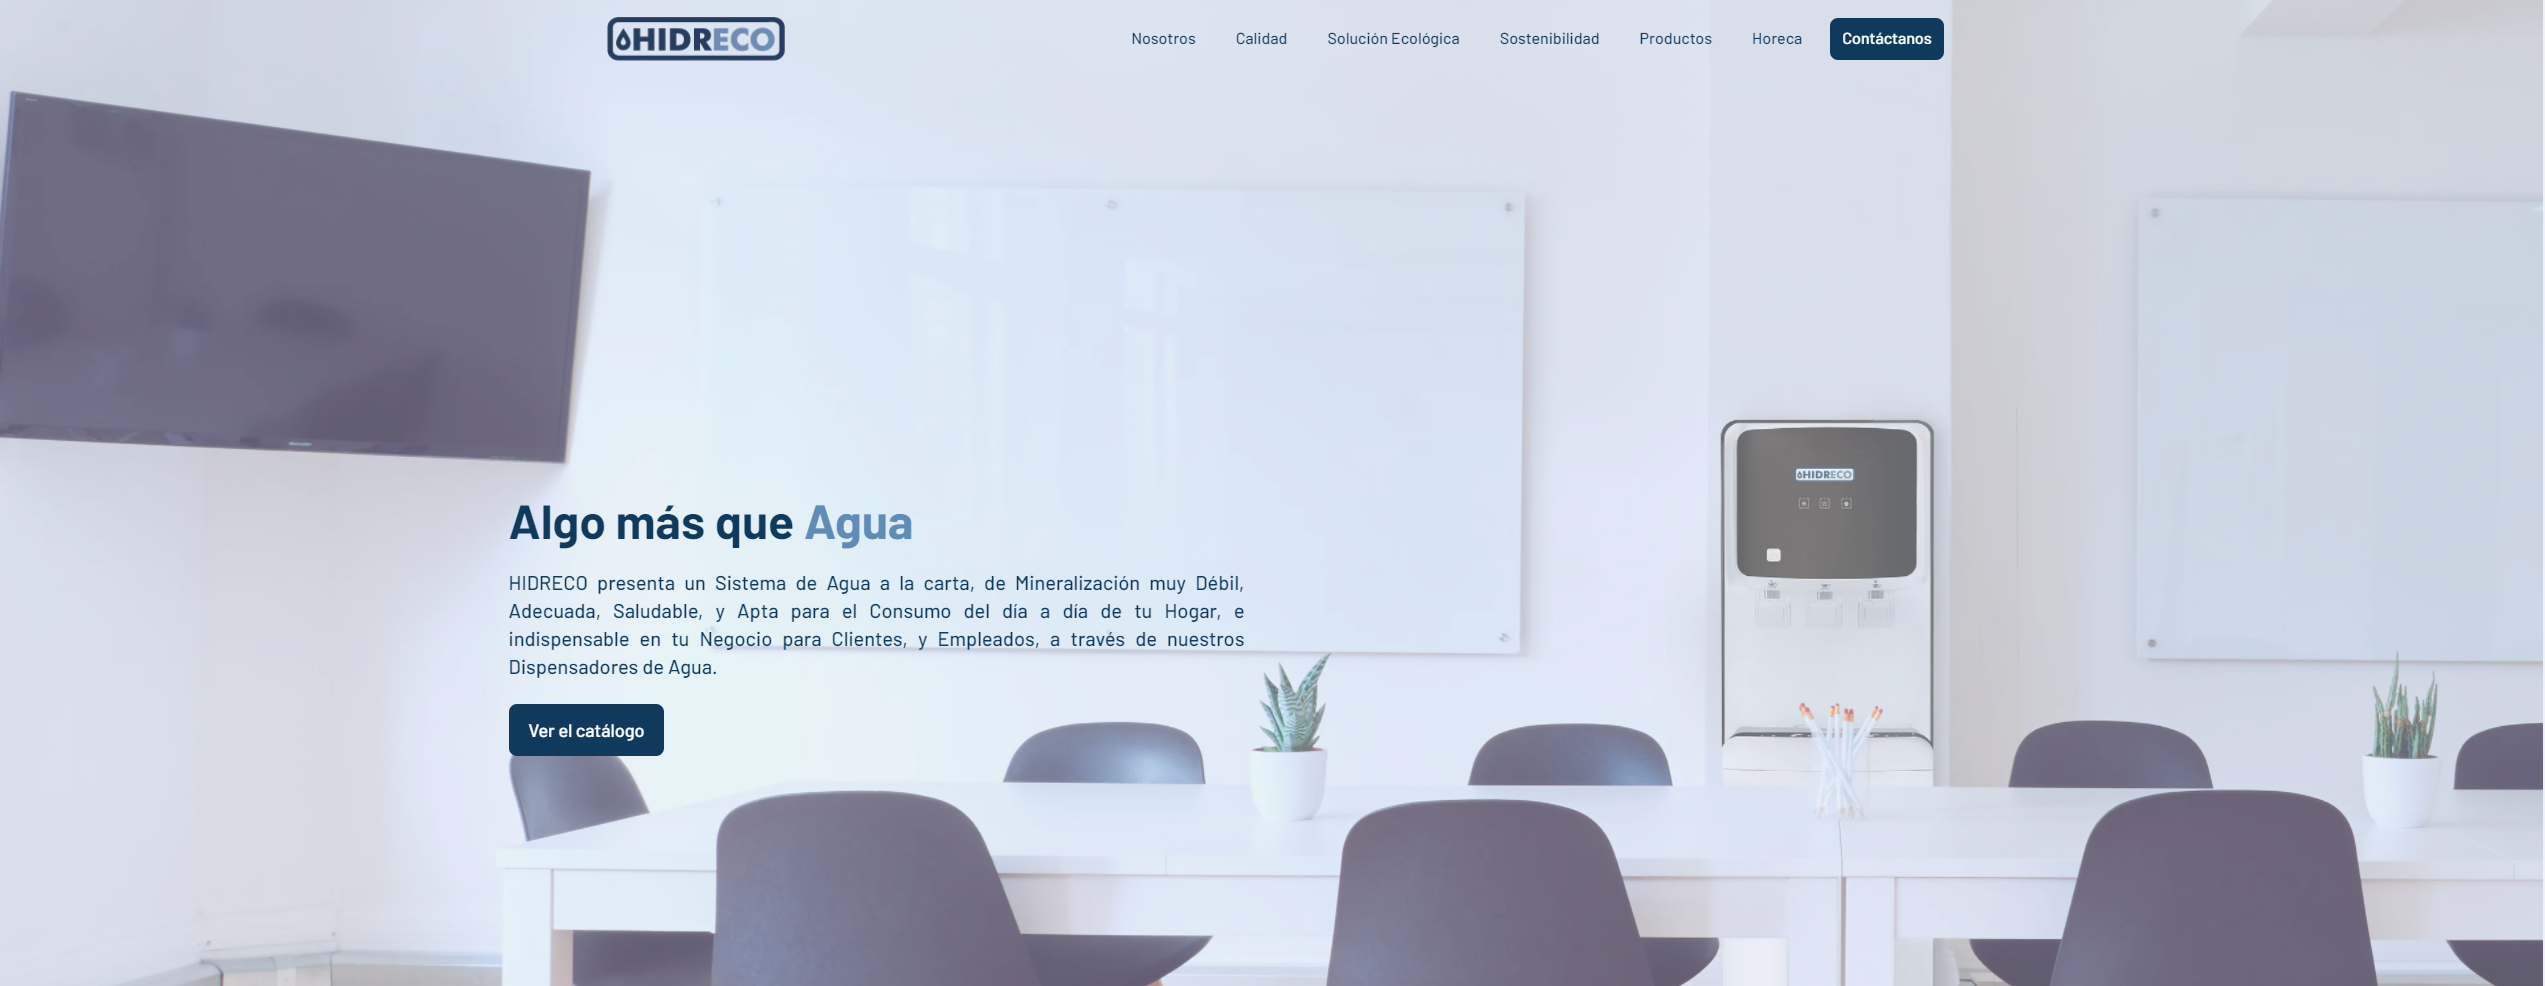 HIDRECO
Nosotros Calidad Solución Ecológica Sostenibilidad Productos Horeca Contáctanos
HIDRECO
Algo más que Agua
HIDRECO presenta un Sistema de Agua a la carta, de Mineralización muy Débil,
Adecuada, Saludable, y Apta para el Consumo del día a día de tu Hogar, e
indispensable en tu Negocio para Clientes, y Empleados, a través de nuestros
Dispensadores de Agua.
Ver el catálogo